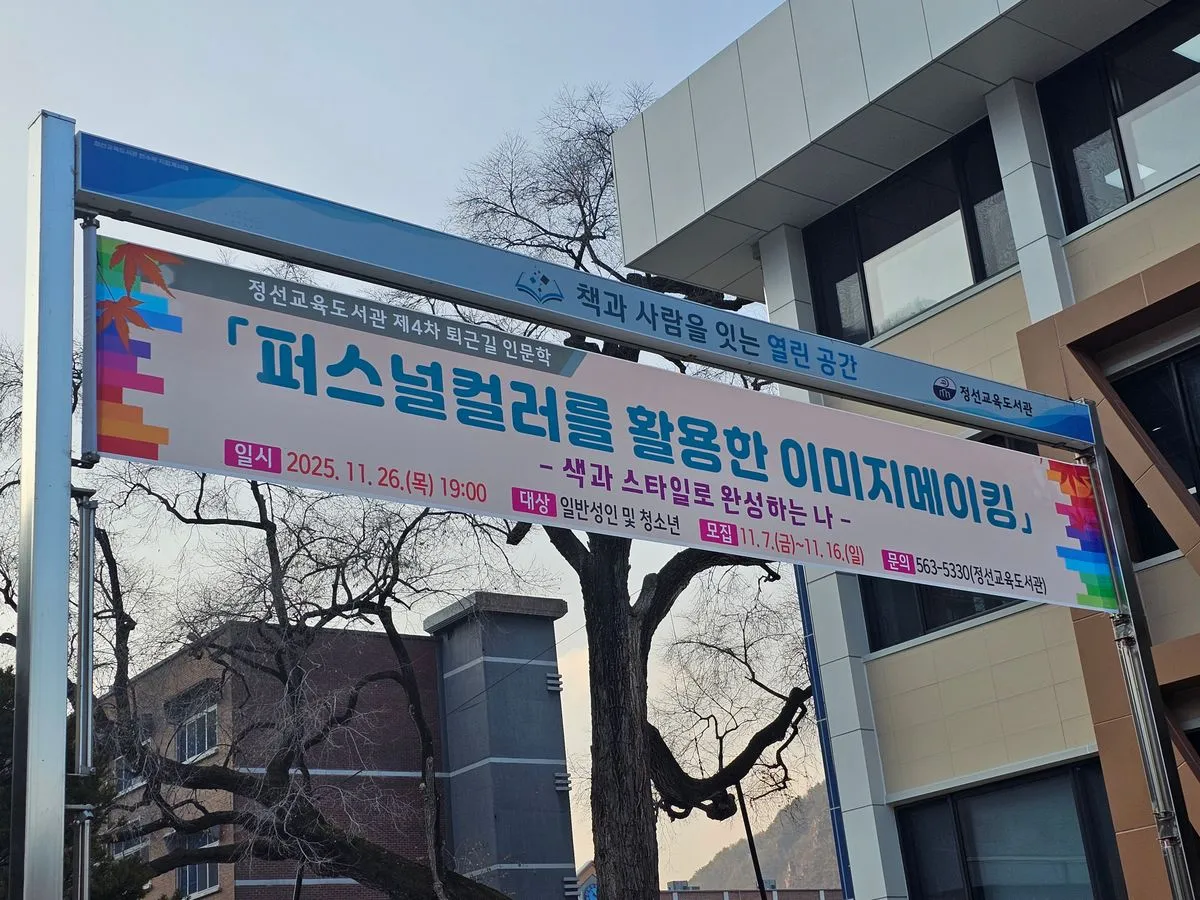 책과 사람을 잇는 열린 공간
정선교육도서관
정선교육도서관 제4차 퇴근길 인문학
「퍼스널컬러를 활용한 이미지메이킹」
- 색과 스타일로 완성하는 나 -
일시 2025. 11. 26.(목) 19:00
대상 일반성인 및 청소년
모집 11.7.(금)~11.16.(일)
문의 563-5330(정선교육도서관)